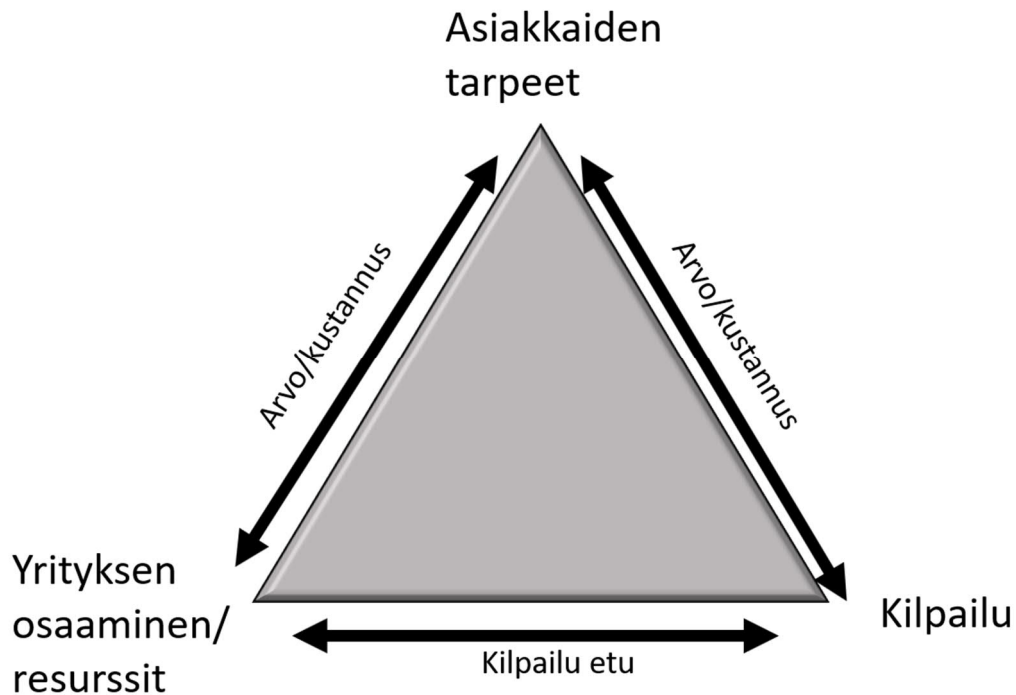 Asiakkaiden
tarpeet
Arvo/kustannus
Arvo/kustannus
Yrityksen
osaaminen/
resurssit
Kilpailu
Kilpailu etu